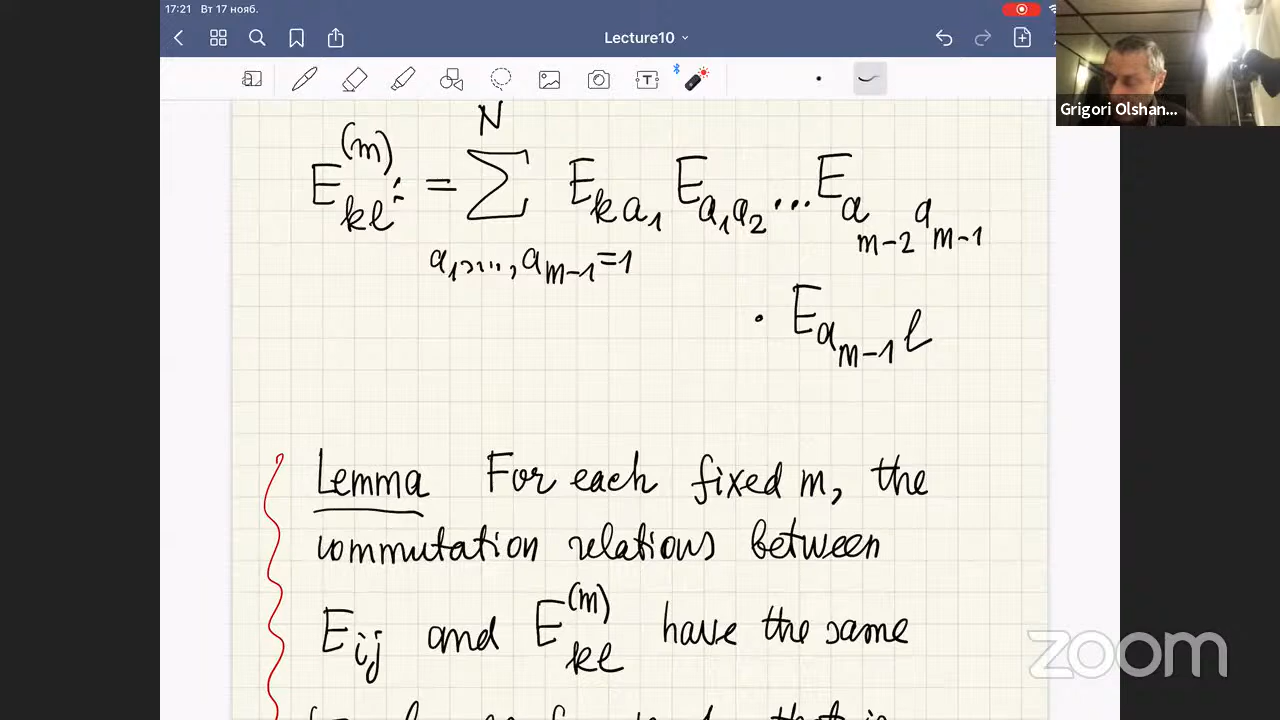 17:21 Вт 17 нояб.
Lecture10
Grigori Olshan...
N
E_{kl}^{(m)} := ∑ E_{ka_1} E_{a_1a_2} ... E_{a_{m-2}a_{m-1}}
a_1, ..., a_{m-1}=1
· E_{a_{m-1}l}
Lemma For each fixed m, the
commutation relations between
E_{ij} and E_{kl}^{(m)} have the same
zoom